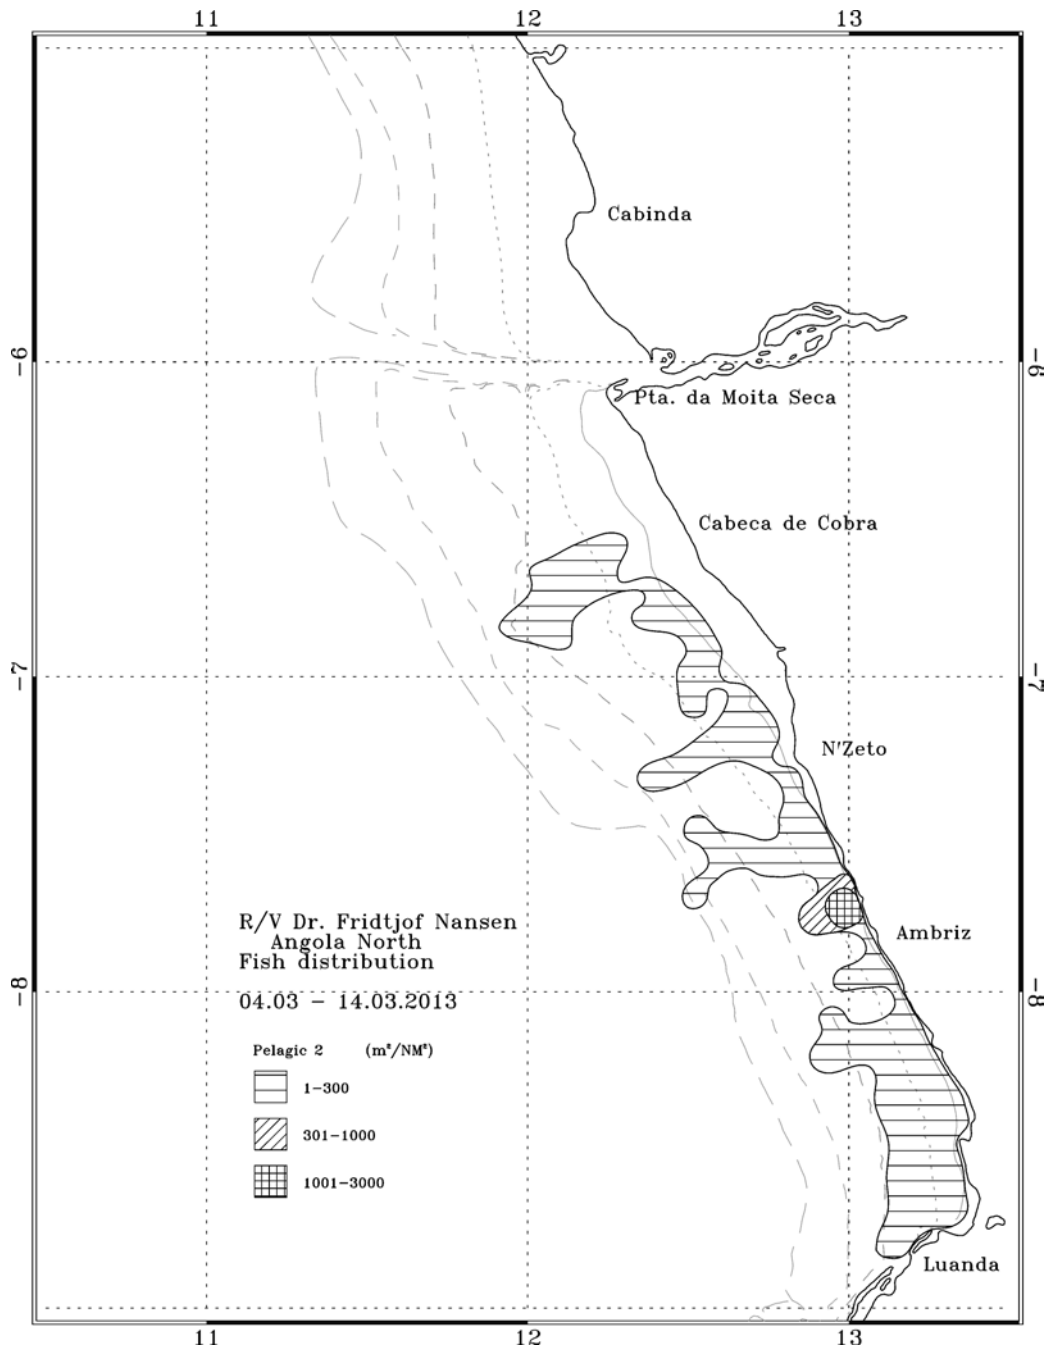 11 12 13
Cabinda
-6 -6
Pta. da Moita Seca
Cabeca de Cobra
-7 -7
N'Zeto
R/V Dr. Fridtjof Nansen
Angola North
Fish distribution
Ambriz
-8 -8
04.03 - 14.03.2013
Pelagic 2 (m²/NM²)
1-300
301-1000
1001-3000
Luanda
11 12 13